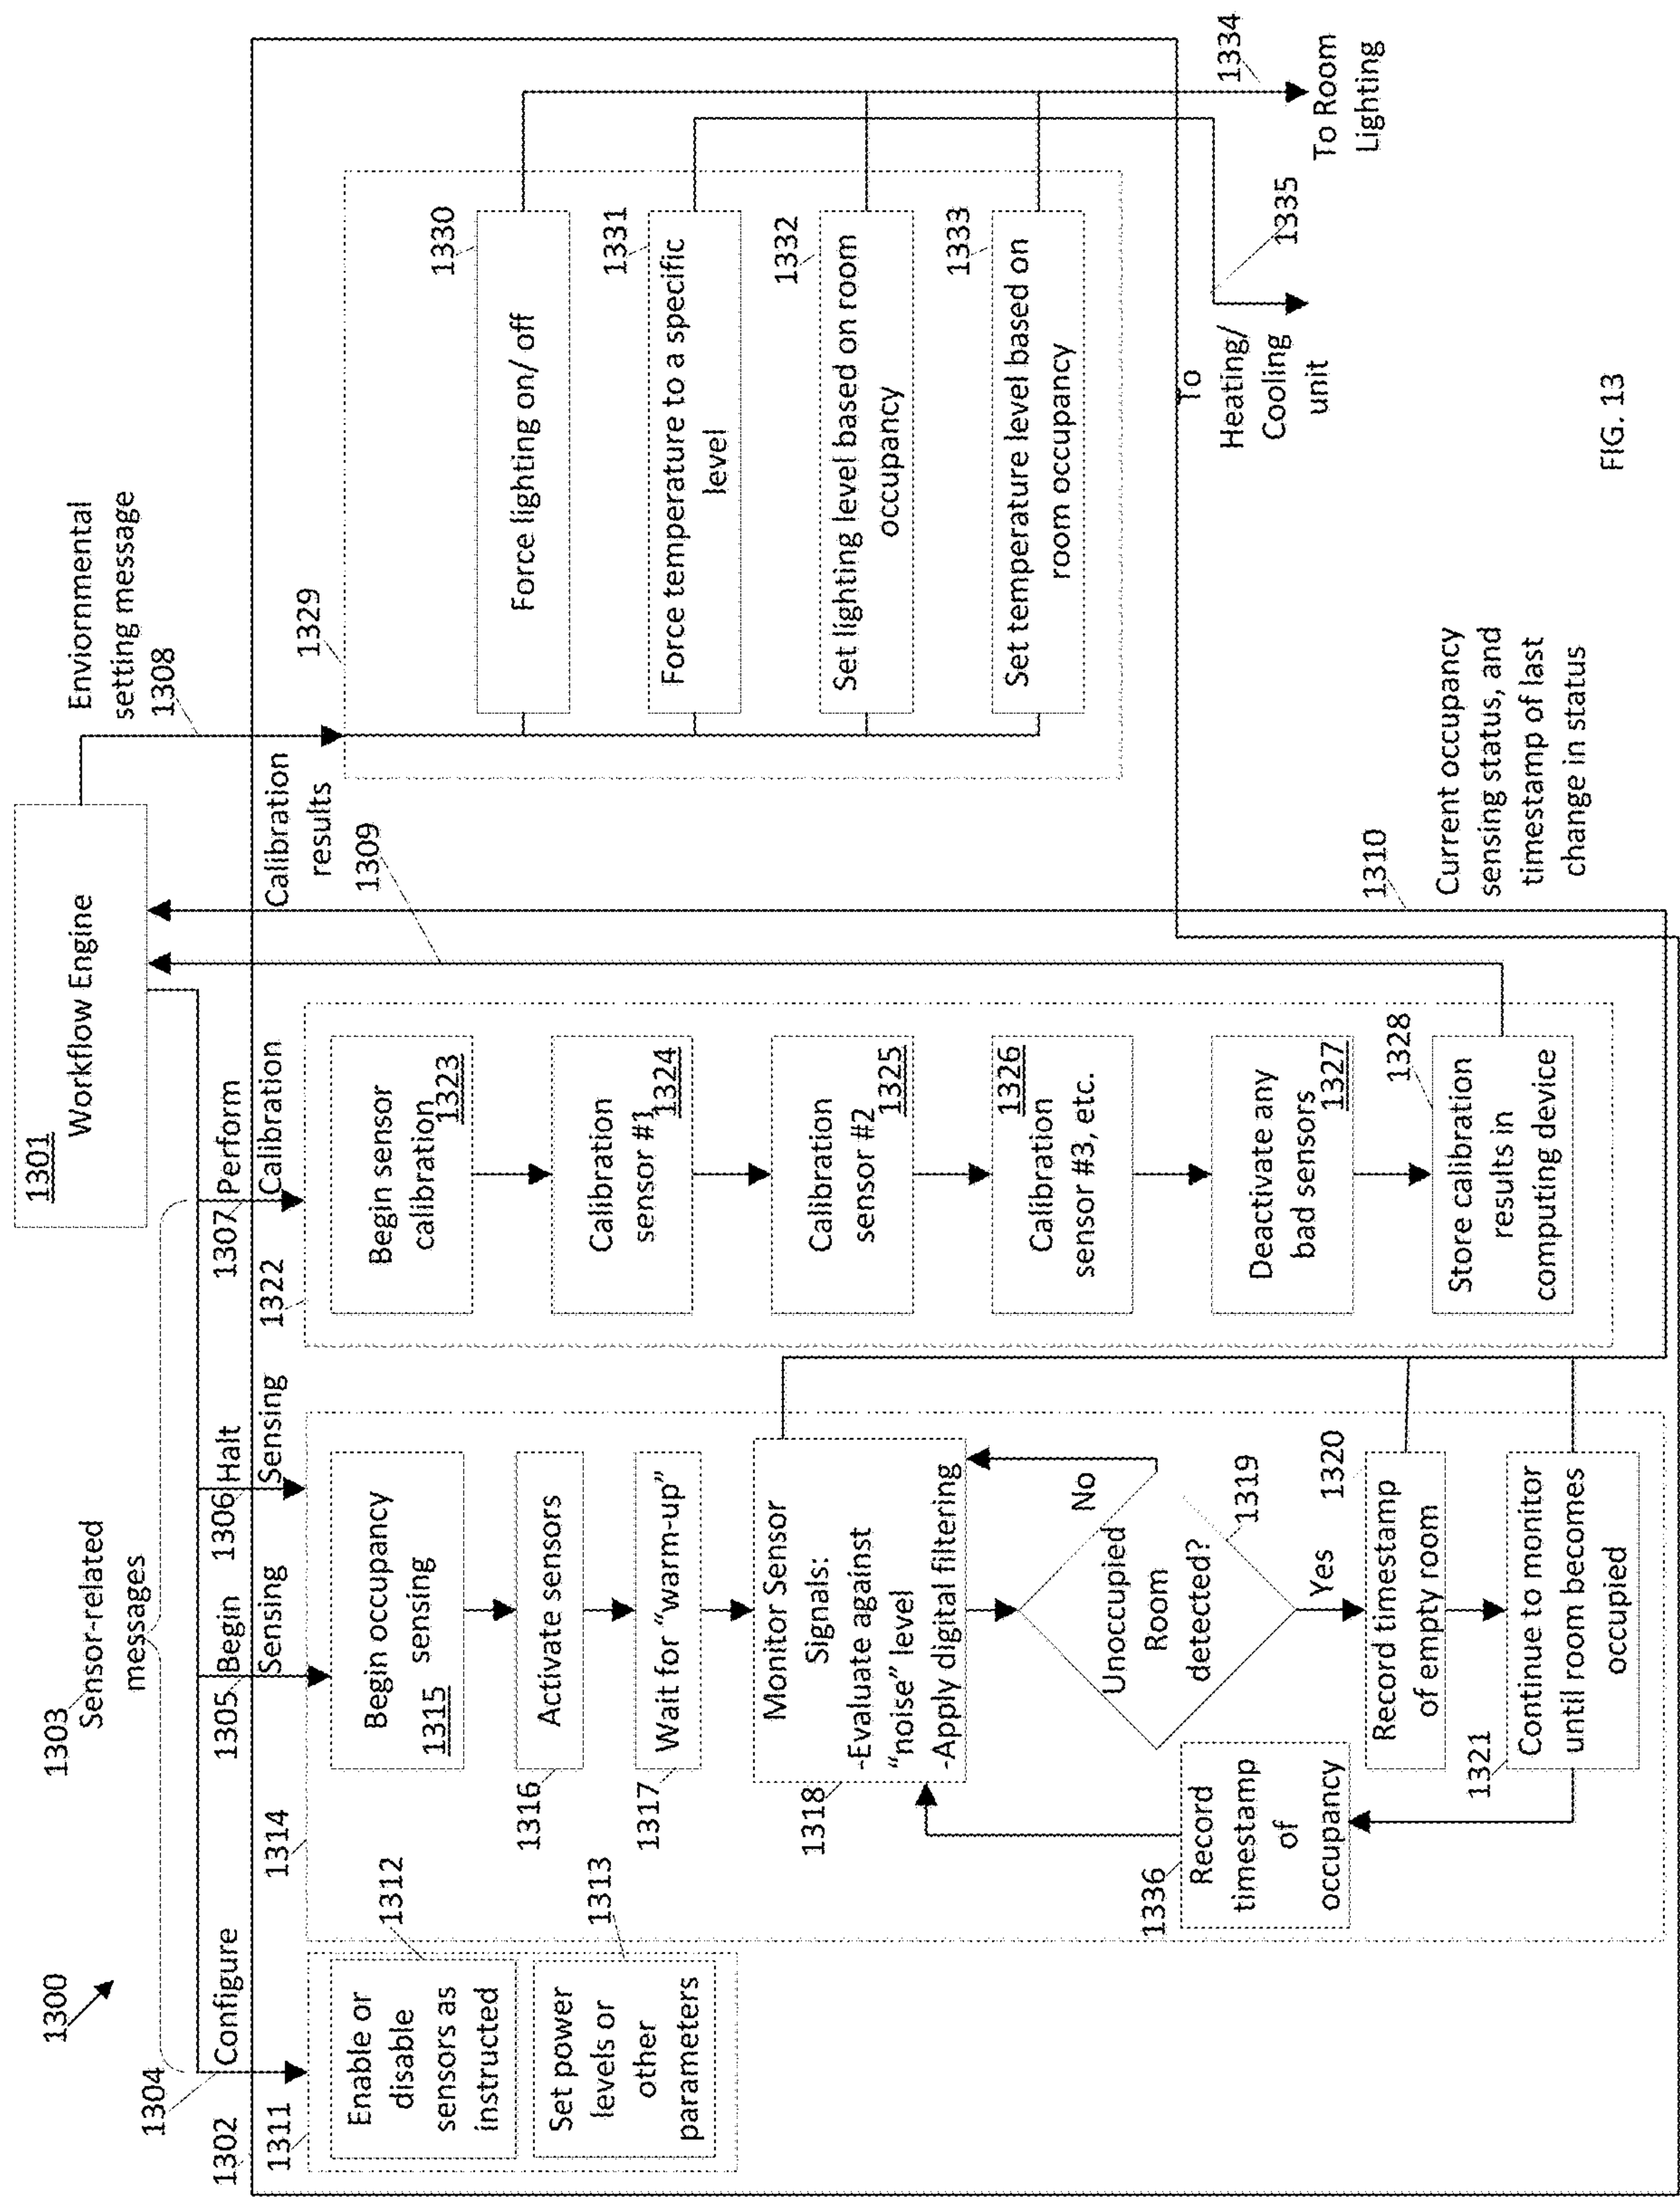 1300
1301
Workflow Engine
1303
Sensor-related
messages
Enviornmental
setting message
1308
1304
Configure
1305
Begin
Sensing
1306
Halt
Sensing
1307
Perform
Calibration
Calibration
results
1309
1302
1311
1312
Enable or
disable
sensors as
instructed
1313
Set power
levels or
other
parameters
1314
Begin occupancy
1315 sensing
1316
Activate sensors
1317
Wait for "warm-up"
1318
Monitor Sensor
Signals:
-Evaluate against
"noise" level
-Apply digital filtering
Unoccupied
Room
detected?
1319
No
Yes
1320
Record timestamp
of empty room
1321
Continue to monitor
until room becomes
occupied
1336
Record
timestamp
of
occupancy
1322
Begin sensor
calibration
1323
Calibration
sensor #1
1324
Calibration
sensor #2
1325
1326
Calibration
sensor #3, etc.
Deactivate any
bad sensors
1327
1328
Store calibration
results in
computing device
1329
1330
Force lighting on/ off
1331
Force temperature to a specific
level
1332
Set lighting level based on room
occupancy
1333
Set temperature level based on
room occupancy
1310
Current occupancy
sensing status, and
timestamp of last
change in status
To
Heating/
Cooling
unit
1335
1334
To Room
Lighting
FIG. 13